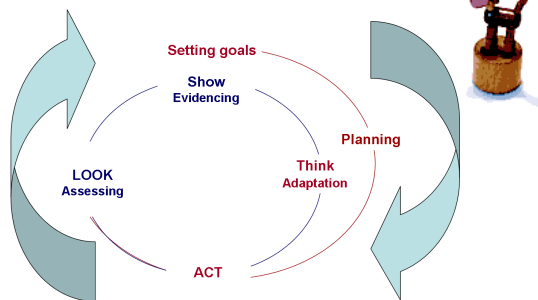 Setting goals
Show
Evidencing
Planning
Think
Adaptation
LOOK
Assessing
ACT